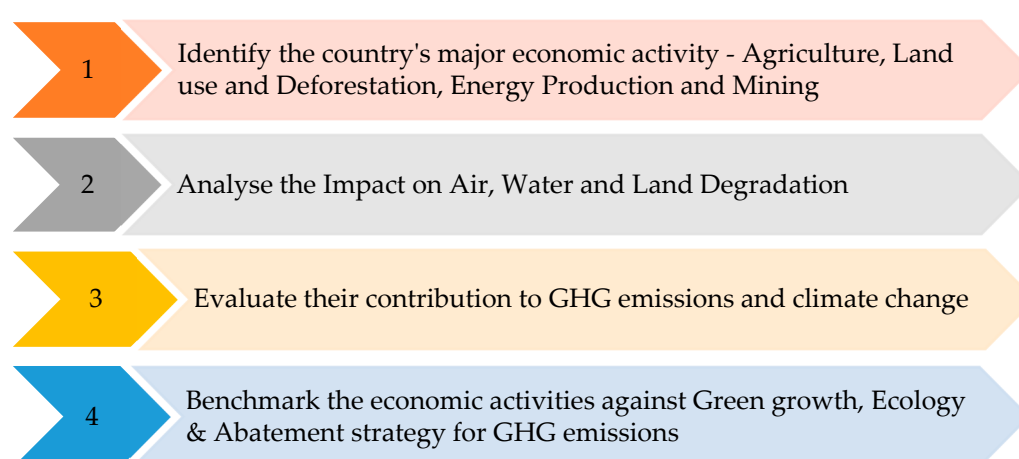 1
Identify the country's major economic activity - Agriculture, Land
use and Deforestation, Energy Production and Mining
2
Analyse the Impact on Air, Water and Land Degradation
3
Evaluate their contribution to GHG emissions and climate change
4
Benchmark the economic activities against Green growth, Ecology
& Abatement strategy for GHG emissions